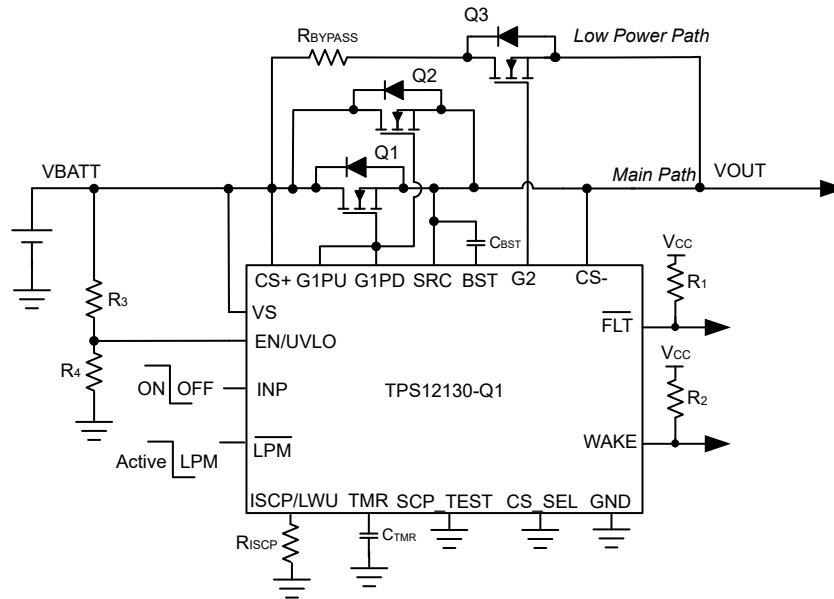 Q3
RBYPASS
Low Power Path
Q2
Q1
VBATT
Main Path
VOUT
CBST
VCC
CS+ G1PU G1PD SRC BST G2 CS-
R3
R1
VS
FLT
EN/UVLO
R4
VCC
ON OFF
INP
TPS12130-Q1
R2
WAKE
Active LPM
LPM
ISCP/LWU TMR SCP_TEST CS_SEL GND
RISCP
CTMR